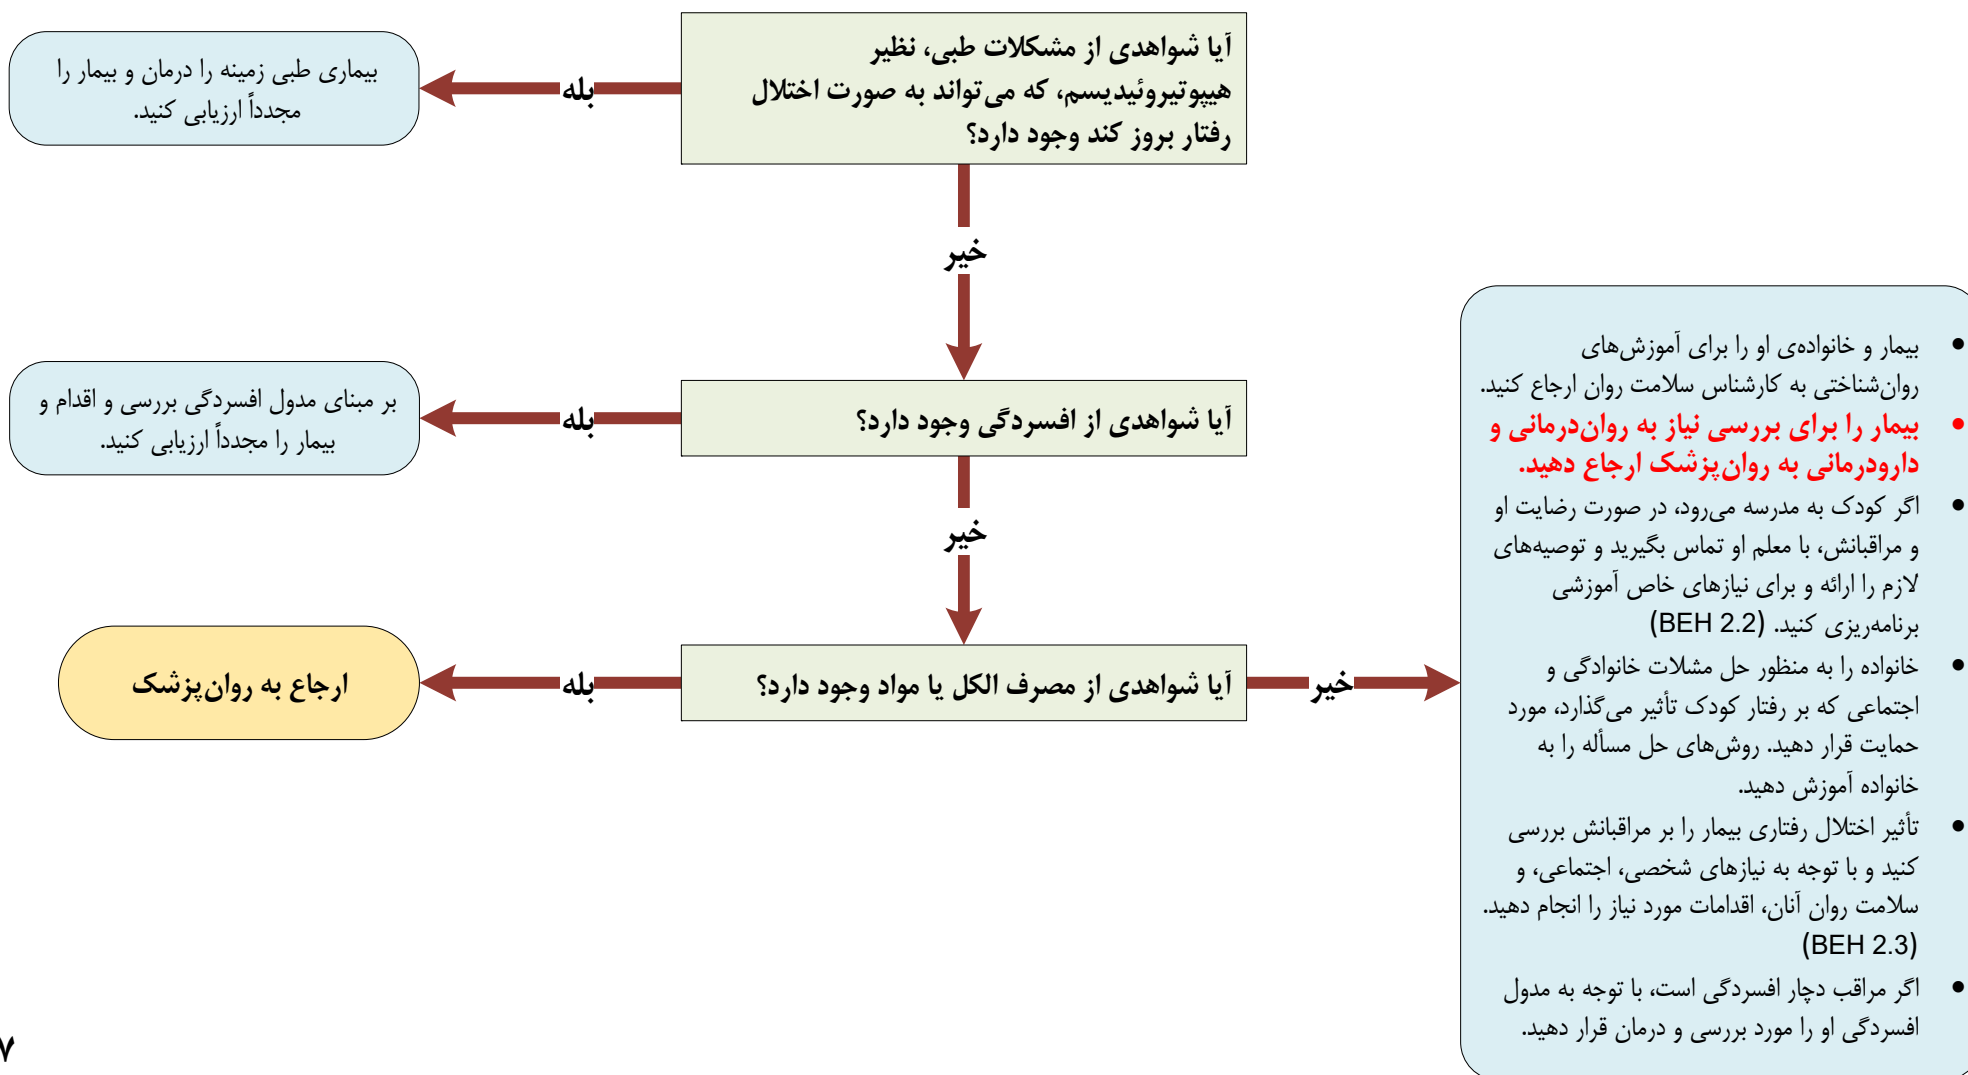 آیا شواهدی از مشکلات طبی، نظیر
هیپوتیروئیدیسم، که می‌تواند به صورت اختلال
رفتار بروز کند وجود دارد؟
بله
بیماری طبی زمینه را درمان و بیمار را
مجدداً ارزیابی کنید.
خیر
آیا شواهدی از افسردگی وجود دارد؟
بله
بر مبنای مدول افسردگی بررسی و اقدام و
بیمار را مجدداً ارزیابی کنید.
خیر
آیا شواهدی از مصرف الکل یا مواد وجود دارد؟
بله
ارجاع به روان‌پزشک
خیر
• بیمار و خانواده‌ی او را برای آموزش‌های
روان‌شناختی به کارشناس سلامت روان ارجاع کنید.
• بیمار را برای بررسی نیاز به روان‌درمانی و
دارودرمانی به روان‌پزشک ارجاع دهید.
• اگر کودک به مدرسه می‌رود، در صورت رضایت او
و مراقبانش، با معلم او تماس بگیرید و توصیه‌های
لازم را ارائه و برای نیازهای خاص آموزشی
برنامه‌ریزی کنید. (BEH 2.2)
• خانواده را به منظور حل مشلات خانوادگی و
اجتماعی که بر رفتار کودک تأثیر می‌گذارد، مورد
حمایت قرار دهید. روش‌های حل مسأله را به
خانواده آموزش دهید.
• تأثیر اختلال رفتاری بیمار را بر مراقبانش بررسی
کنید و با توجه به نیازهای شخصی، اجتماعی، و
سلامت روان آنان، اقدامات مورد نیاز را انجام دهید.
(BEH 2.3)
• اگر مراقب دچار افسردگی است، با توجه به مدول
افسردگی او را مورد بررسی و درمان قرار دهید.
۷